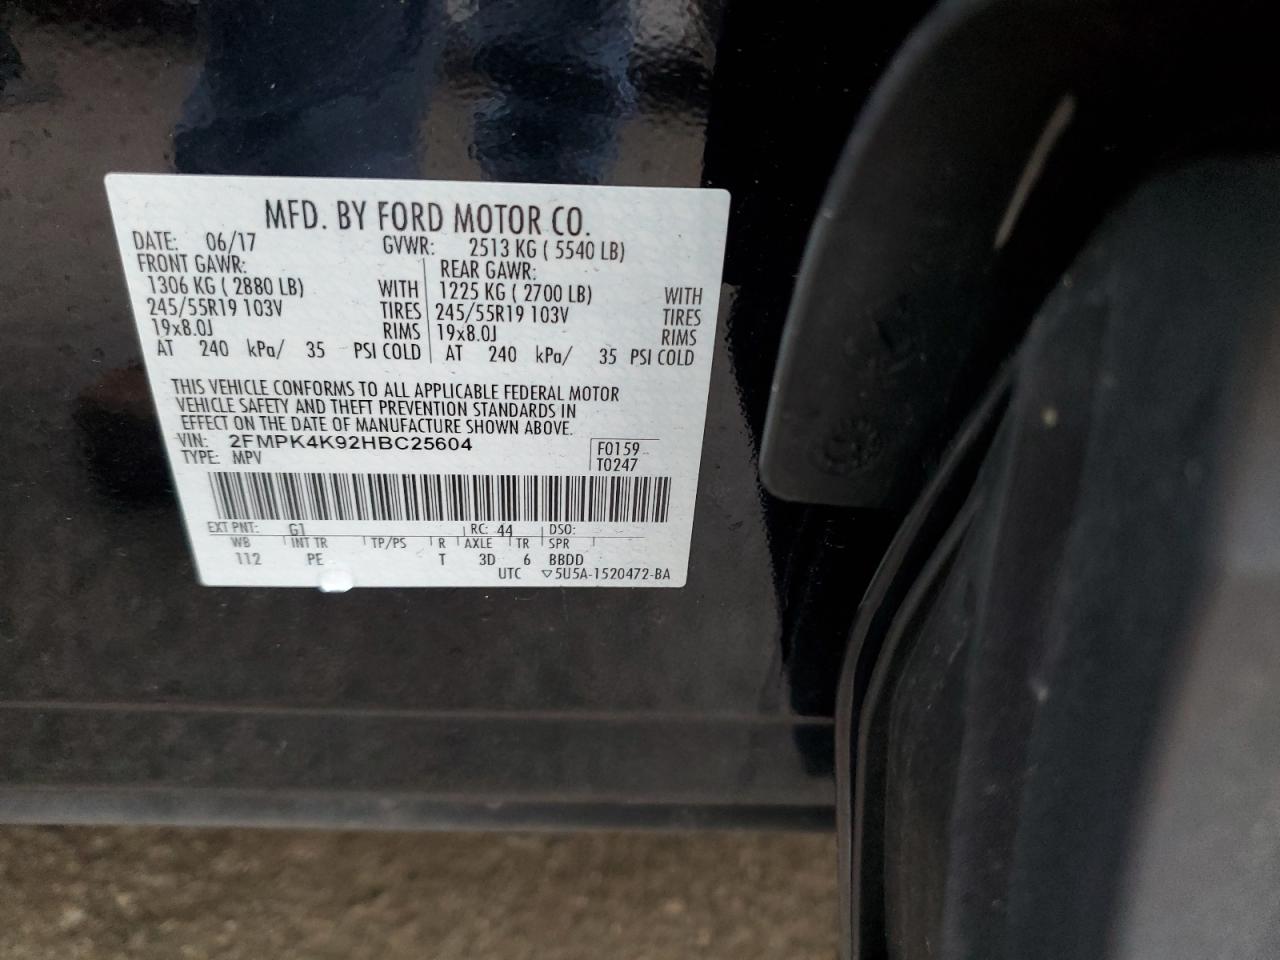 MFD. BY FORD MOTOR CO.
DATE: 06/17 GVWR: 2513 KG ( 5540 LB)
FRONT GAWR: REAR GAWR:
1306 KG ( 2880 LB) WITH 1225 KG ( 2700 LB) WITH
245/55R19 103V TIRES 245/55R19 103V TIRES
19x8.0J RIMS 19x8.0J RIMS
AT 240 kPa/ 35 PSI COLD AT 240 kPa/ 35 PSI COLD
THIS VEHICLE CONFORMS TO ALL APPLICABLE FEDERAL MOTOR
VEHICLE SAFETY AND THEFT PREVENTION STANDARDS IN
EFFECT ON THE DATE OF MANUFACTURE SHOWN ABOVE.
VIN: 2FMPK4K92HBC25604 F0159
TYPE: MPV T0247
EXT PNT: G1 RC: 44 DSO:
WB INT TR TP/PS R AXLE TR SPR
112 PE T 3D 6 BBDD
UTC ▽5U5A-1520472-BA